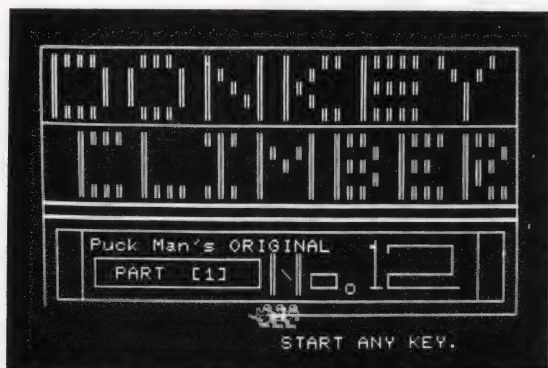 DONKEY
CLIMBER
Puck Man's ORIGINAL
PART [1]
No.12
START ANY KEY.